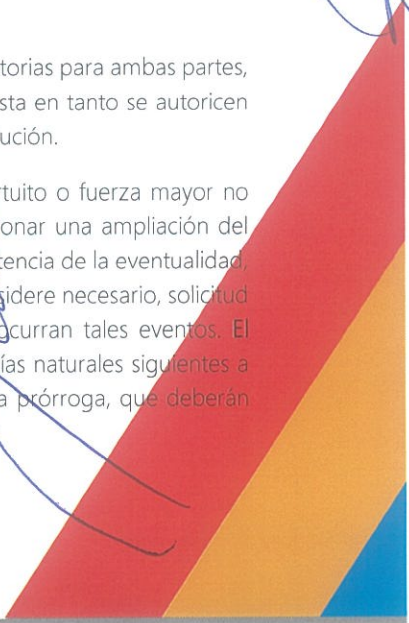 torias para ambas partes,
sta en tanto se autoricen
ución.
rtuito o fuerza mayor no
onar una ampliación del
tencia de la eventualidad,
sidere necesario, solicitud
ocurran tales eventos. El
ías naturales siguientes a
a prórroga, que deberán